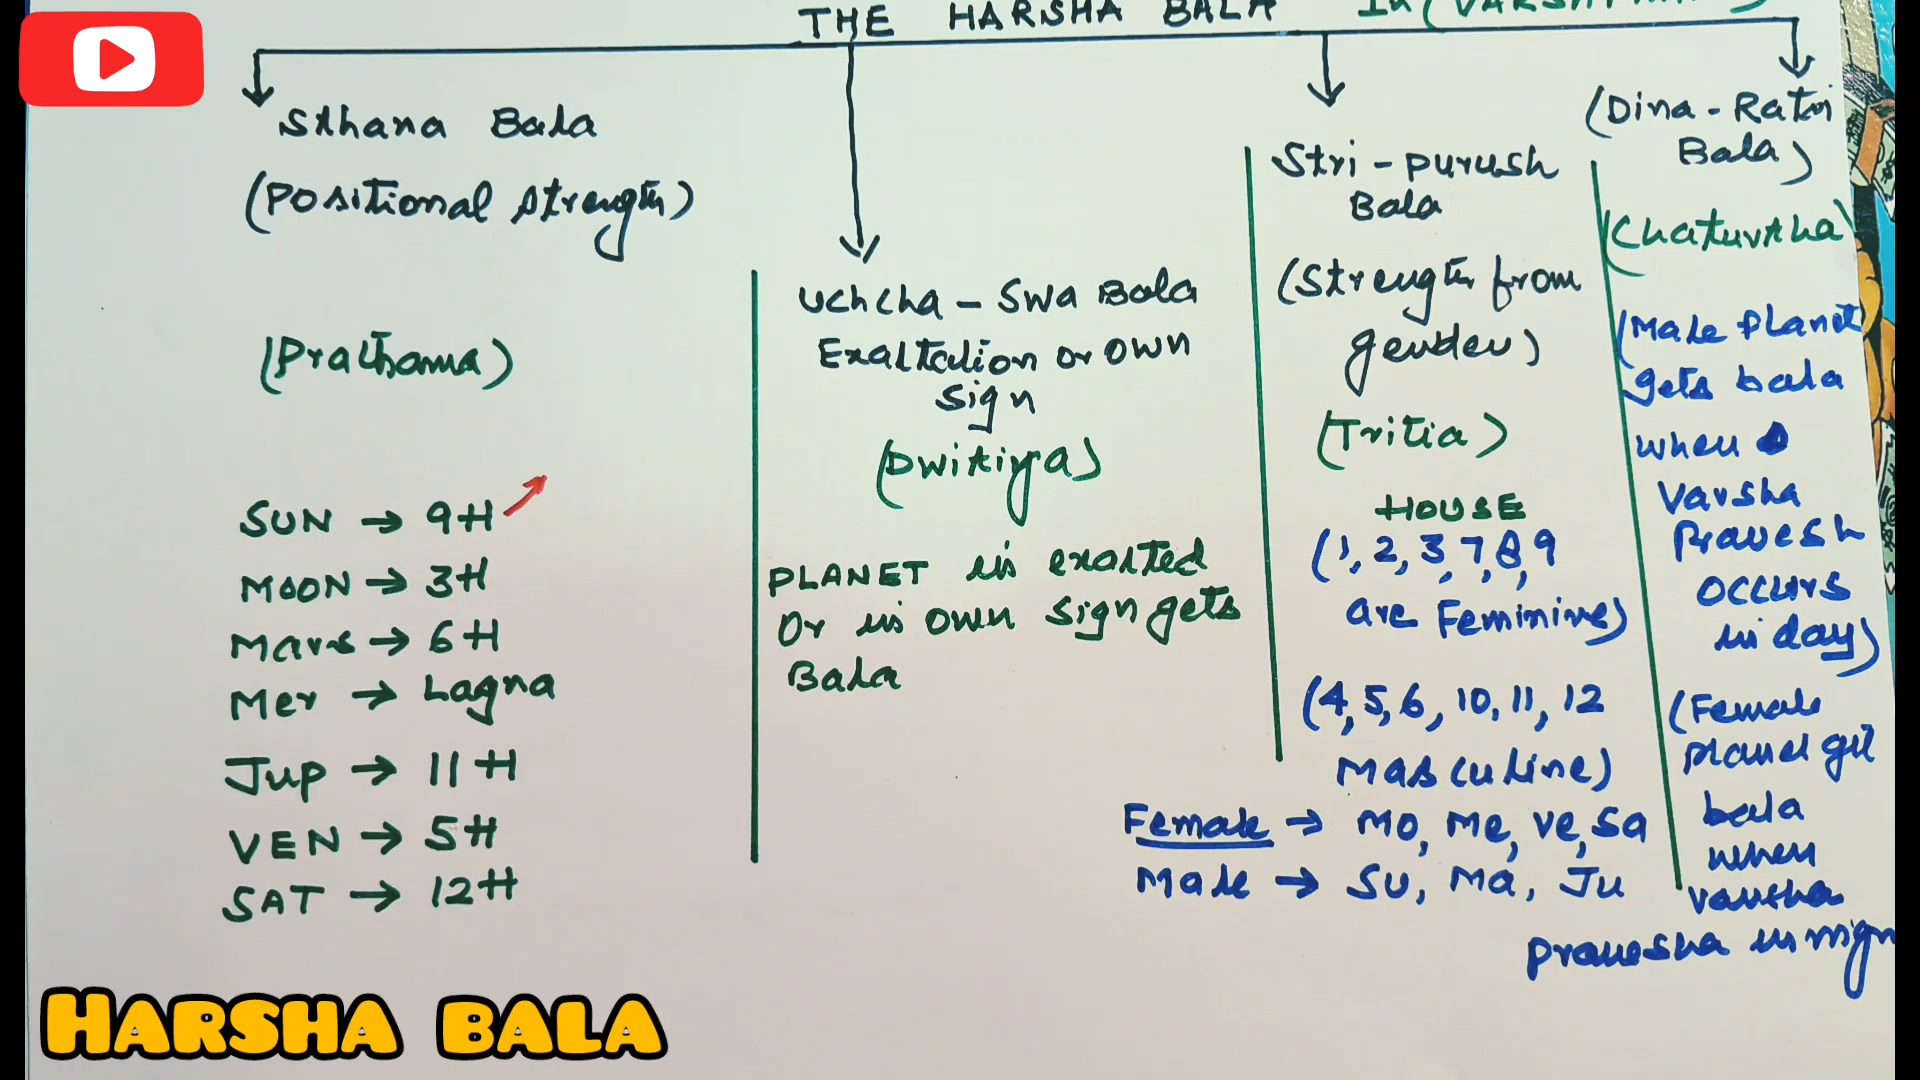 THE HARSHA BALA In (VARSHPHAL)
Sthana Bala
(Positional Strength)
(Prathama)
SUN → 9H
MOON → 3H
Mars → 6H
Mer → Lagna
Jup → 11H
VEN → 5H
SAT → 12H
Uchcha - Swa Bala
Exaltation or own
sign
(Dwitiya)
PLANET is exalted
Or is own sign gets
Bala
Stri - purush
Bala
(Strength from
gender)
(Tritia)
HOUSE
(1, 2, 3, 7, 8, 9
are Feminine)
(4, 5, 6, 10, 11, 12
Masculine)
Female → Mo, Me, Ve, Sa
Male → Su, Ma, Ju
(Dina - Ratri
Bala)
(Chaturtha)
(Male Planet
gets bala
when
Varsha
Pravesh
occurs
in day)
(Female
planet get
bala
when
varsha
pravesha is nign
HARSHA BALA